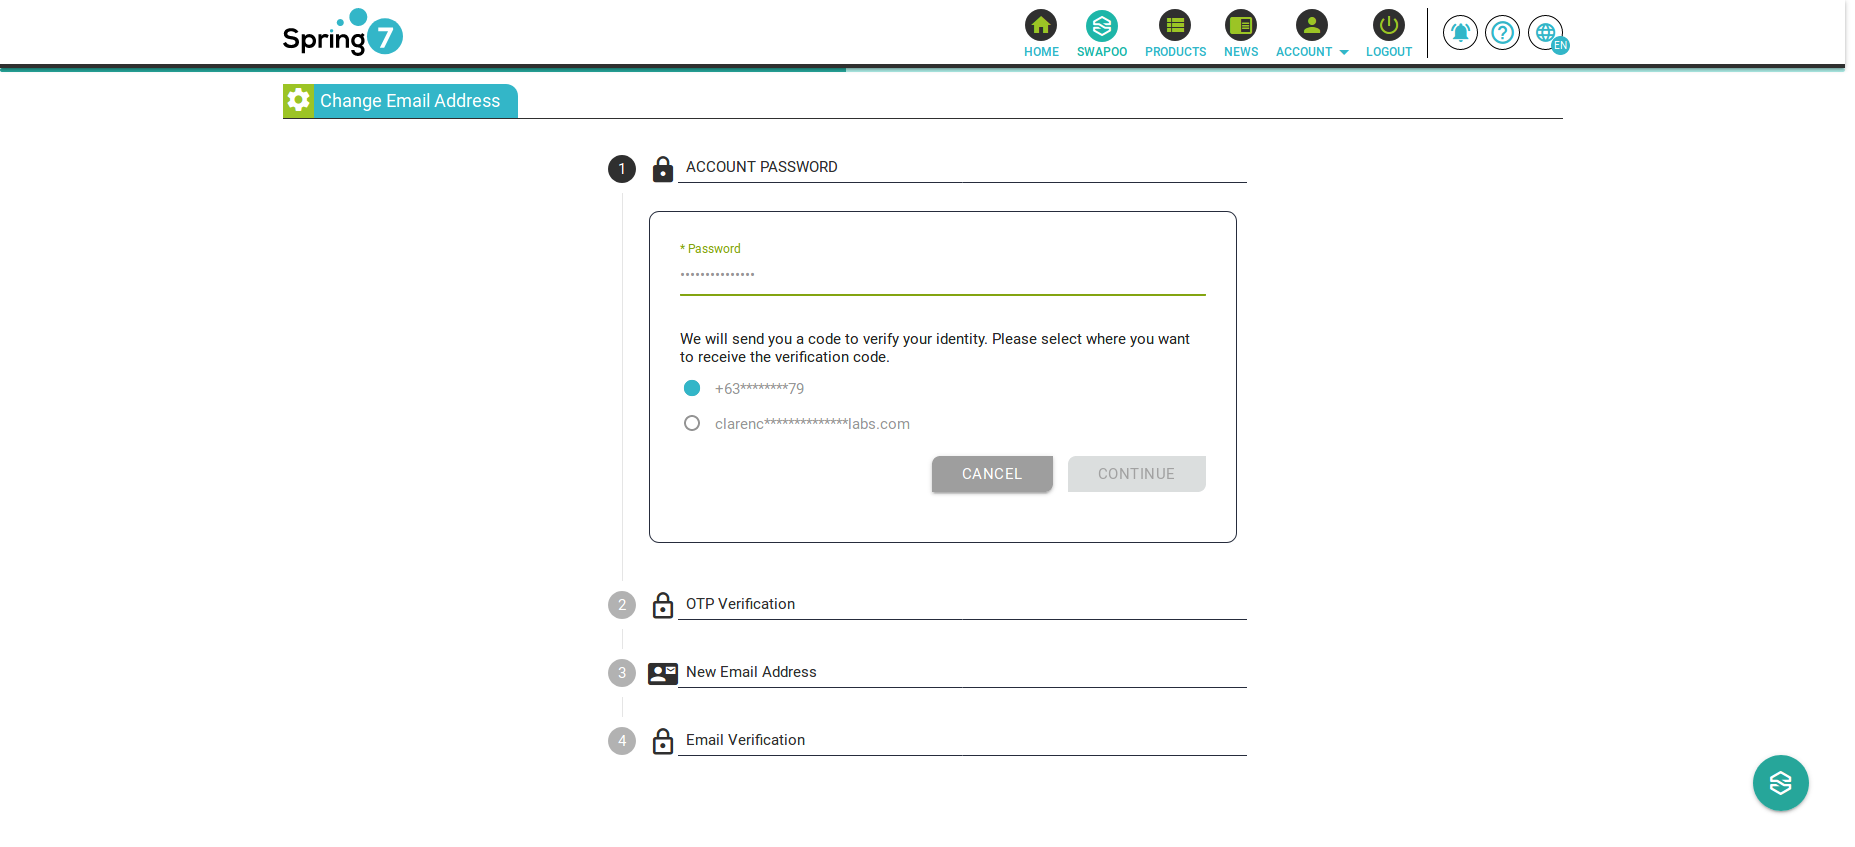 Spring 7
HOME
SWAPOO
PRODUCTS
NEWS
ACCOUNT
LOGOUT
?
EN
Change Email Address
1
ACCOUNT PASSWORD
* Password
•••••••••••••••
We will send you a code to verify your identity. Please select where you want
to receive the verification code.
+63********79
clarenc**************labs.com
CANCEL
CONTINUE
2
OTP Verification
3
New Email Address
4
Email Verification